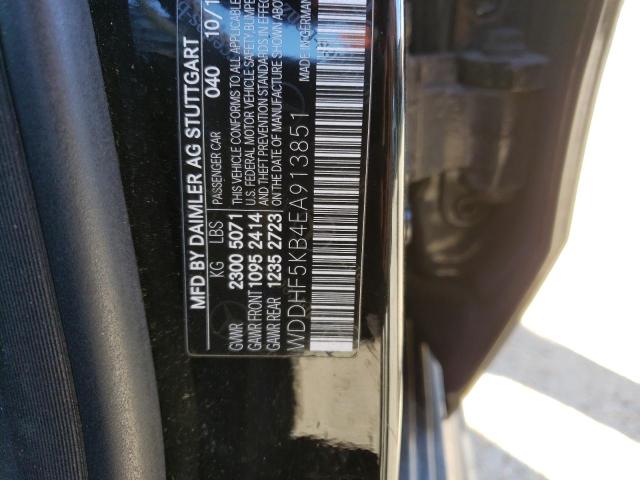 MFD BY DAIMLER AG STUTTGART
KG LBS PASSENGER CAR 040 10/1
GVWR 2300 5071 THIS VEHICLE CONFORMS TO ALL APPLICABLE
GAWR FRONT 1095 2414 U.S. FEDERAL MOTOR VEHICLE SAFETY, BUMPER
GAWR REAR 1235 2723 AND THEFT PREVENTION STANDARDS IN EFFECT
ON THE DATE OF MANUFACTURE SHOWN ABOVE
MADE IN GERMANY
WDDHF5KB4EA913851